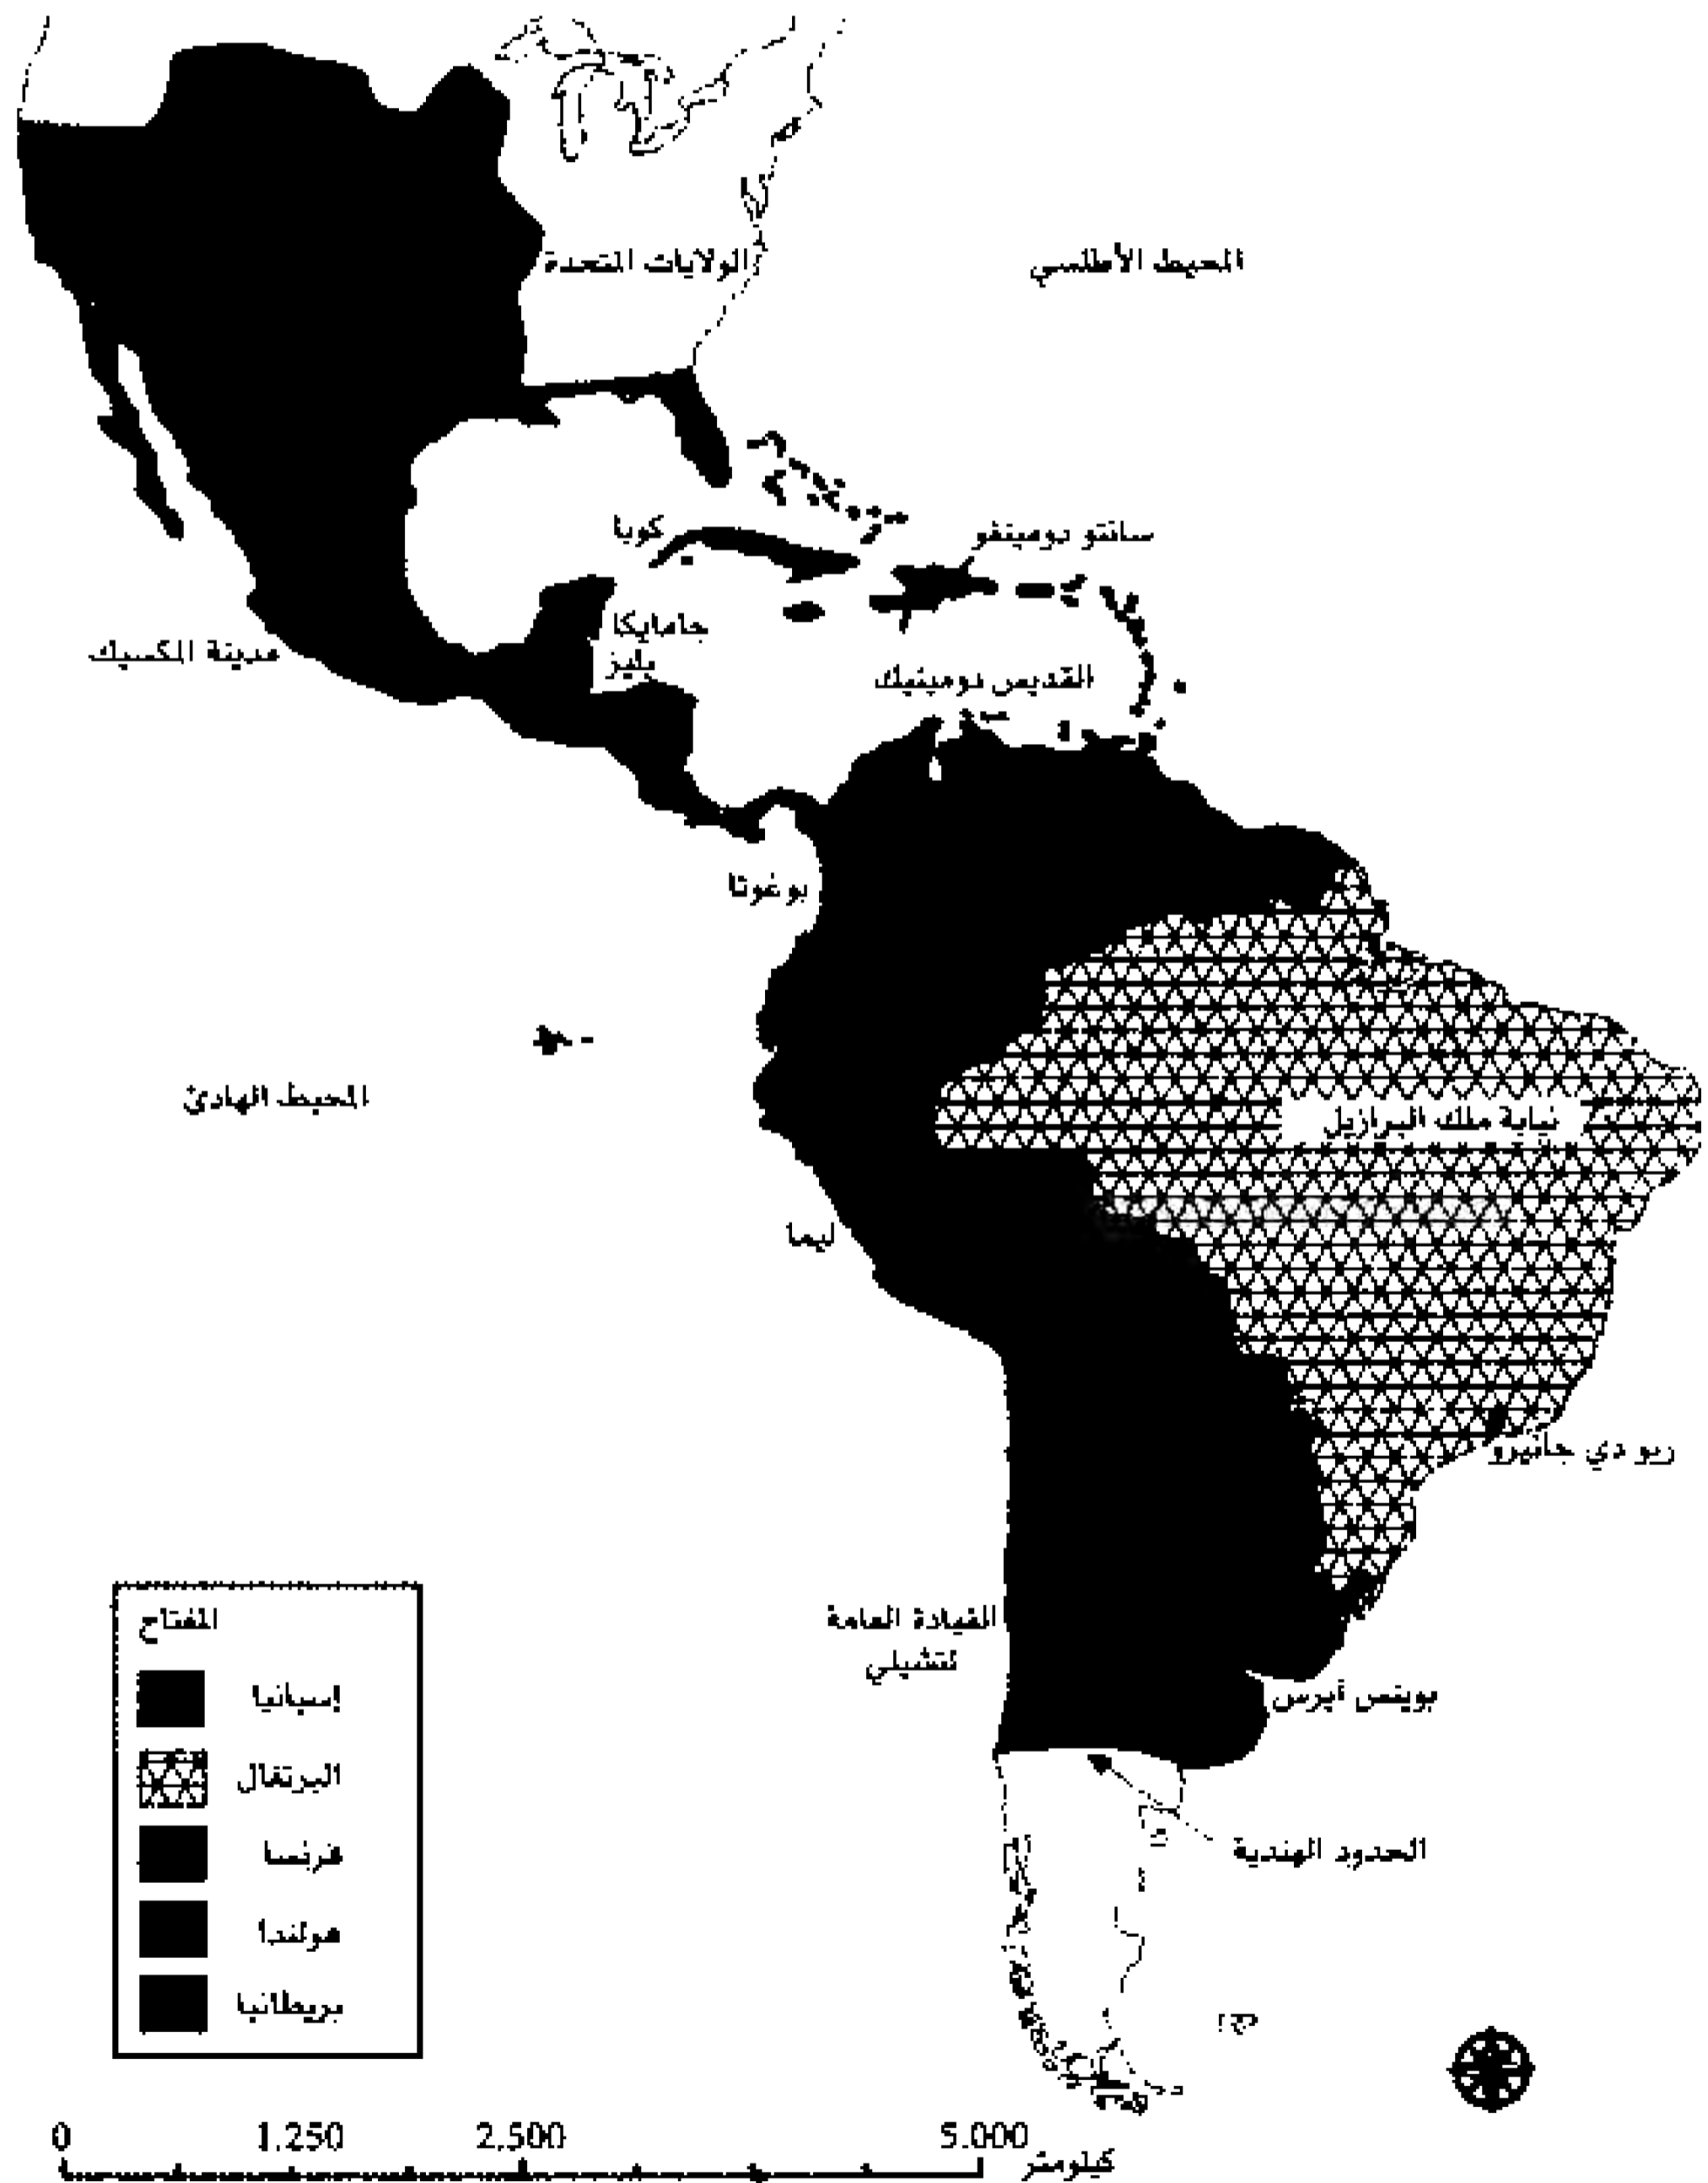 الولايات المتحدة
المحيط الأطلسي
كوبا
سانتو دومينغو
جامايكا
بليز
مدينة المكسيك
القديس دومينيك
بوغوتا
المحيط الهادئ
نيابة ملك البرازيل
ليما
ريو دي جانيرو
القيادة العامة
لتشيلي
بوينس آيرس
الحدود الهندية
المفتاح
إسبانيا
البرتغال
فرنسا
هولندا
بريطانيا
0 1.250 2.500 5.000
كيلومتر